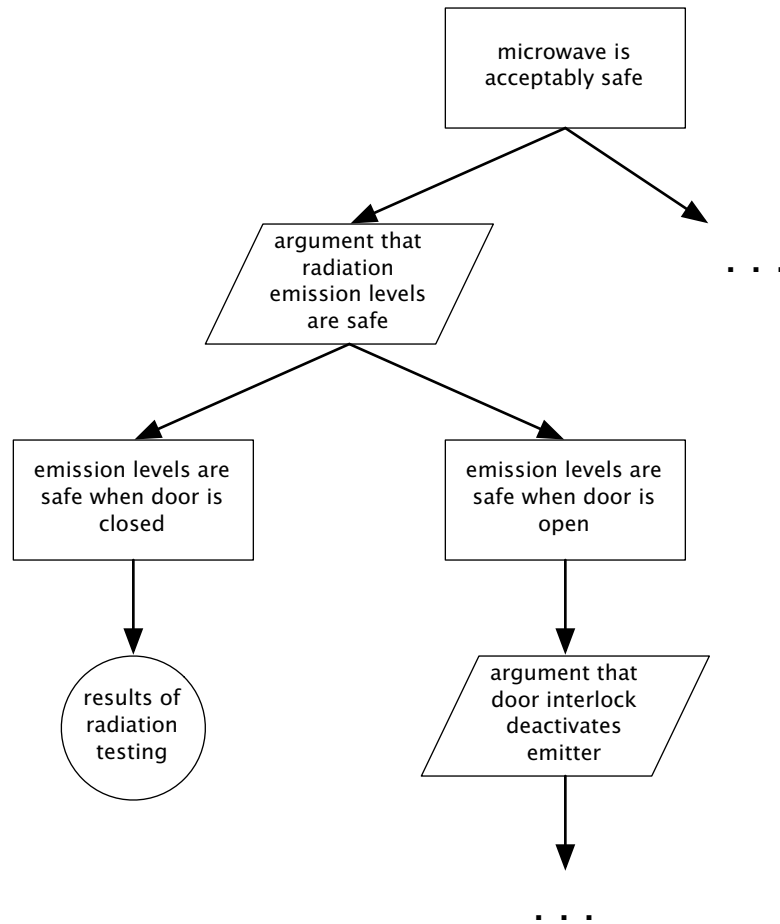 microwave is
acceptably safe
argument that
radiation
emission levels
are safe
. . .
emission levels are
safe when door is
closed
emission levels are
safe when door is
open
results of
radiation
testing
argument that
door interlock
deactivates
emitter
. . .